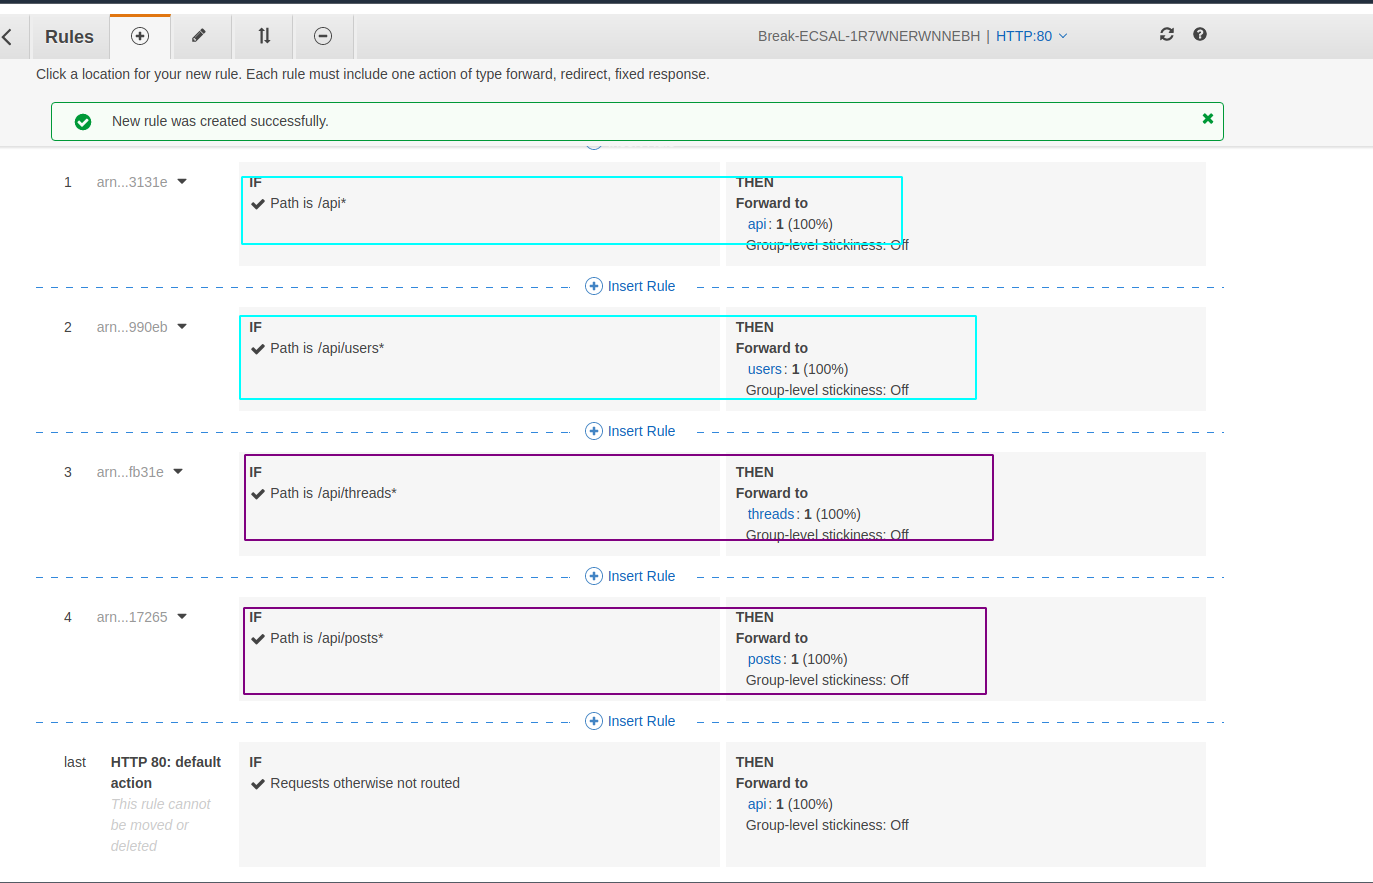 Rules
Break-ECSAL-1R7WNERWNNEBH | HTTP:80
Click a location for your new rule. Each rule must include one action of type forward, redirect, fixed response.
New rule was created successfully.
1 arn...3131e IF THEN
Path is /api* Forward to
api: 1 (100%)
Group-level stickiness: Off
Insert Rule
2 arn...990eb IF THEN
Path is /api/users* Forward to
users: 1 (100%)
Group-level stickiness: Off
Insert Rule
3 arn...fb31e IF THEN
Path is /api/threads* Forward to
threads: 1 (100%)
Group-level stickiness: Off
Insert Rule
4 arn...17265 IF THEN
Path is /api/posts* Forward to
posts: 1 (100%)
Group-level stickiness: Off
Insert Rule
last HTTP 80: default IF THEN
action Requests otherwise not routed Forward to
This rule cannot api: 1 (100%)
be moved or Group-level stickiness: Off
deleted